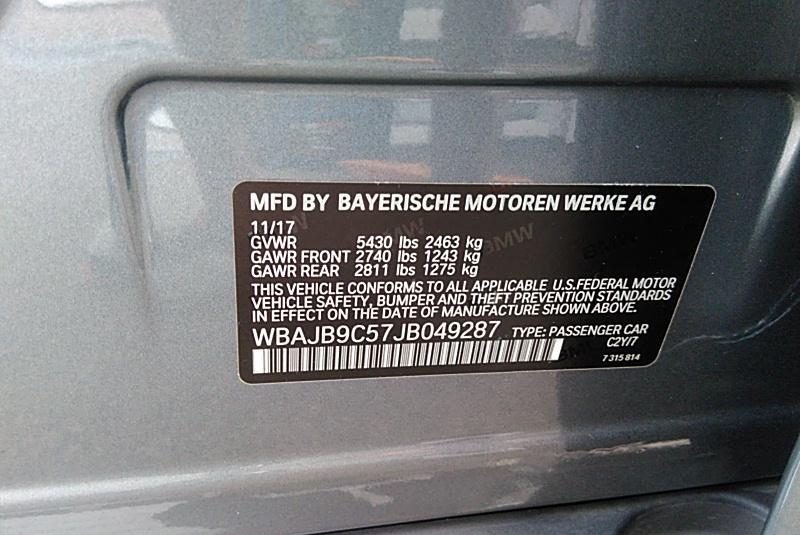 MFD BY BAYERISCHE MOTOREN WERKE AG
11/17
GVWR 5430 lbs 2463 kg
GAWR FRONT 2740 lbs 1243 kg
GAWR REAR 2811 lbs 1275 kg
THIS VEHICLE CONFORMS TO ALL APPLICABLE U.S.FEDERAL MOTOR
VEHICLE SAFETY, BUMPER AND THEFT PREVENTION STANDARDS
IN EFFECT ON THE DATE OF MANUFACTURE SHOWN ABOVE.
WBAJB9C57JB049287 TYPE: PASSENGER CAR
C2Y/7
7 315 814
BMW
BMW
BMW